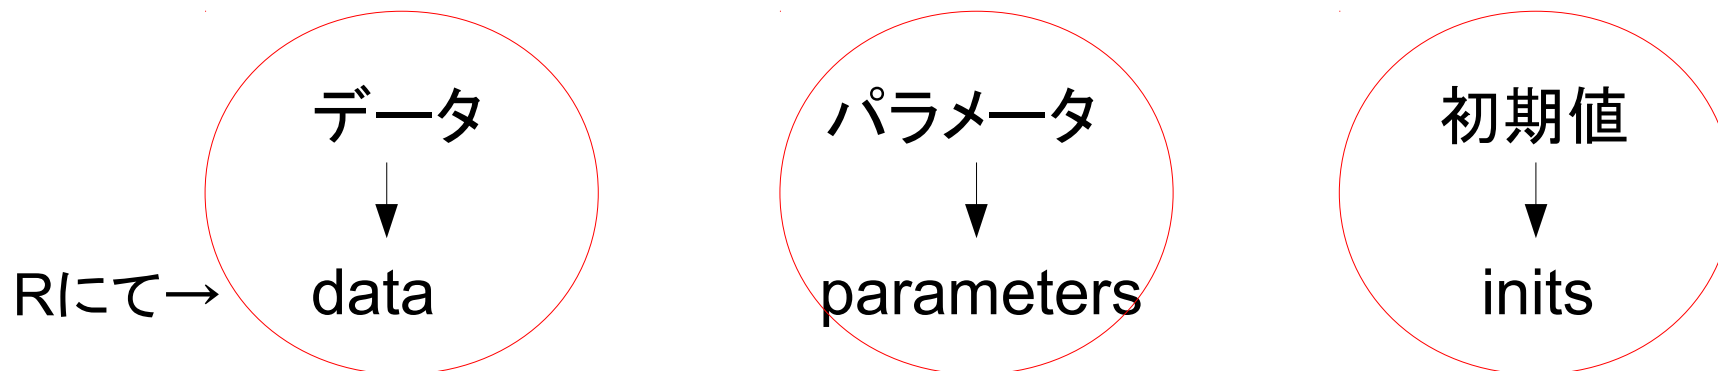 データ パラメータ 初期値
Rにて→ data parameters inits